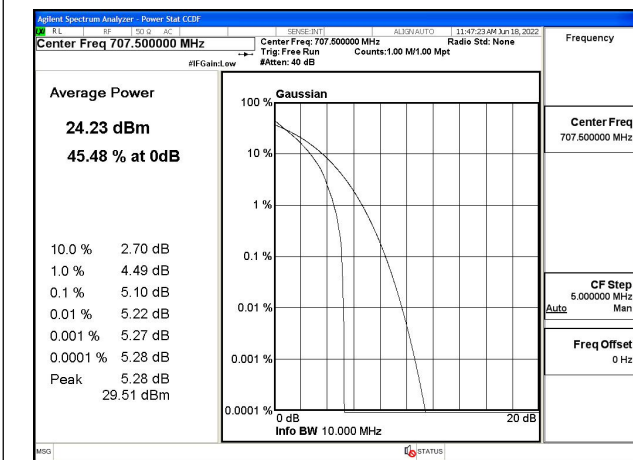 Agilent Spectrum Analyzer - Power Stat CCDF
RL RF 50 Ω AC SENSE:INT ALIGN AUTO 11:47:23 AM Jun 18, 2022
Center Freq 707.500000 MHz
Center Freq: 707.500000 MHz Radio Std: None
Trig: Free Run Counts:1.00 M/1.00 Mpt
#IFGain:Low #Atten: 40 dB
Frequency
Average Power
24.23 dBm
45.48 % at 0dB
10.0 % 2.70 dB
1.0 % 4.49 dB
0.1 % 5.10 dB
0.01 % 5.22 dB
0.001 % 5.27 dB
0.0001 % 5.28 dB
Peak 5.28 dB
29.51 dBm
Gaussian
100 %
10 %
1 %
0.1 %
0.01 %
0.001 %
0.0001 %
0 dB 20 dB
Info BW 10.000 MHz
Center Freq
707.500000 MHz
CF Step
5.000000 MHz
Auto Man
Freq Offset
0 Hz
MSG STATUS